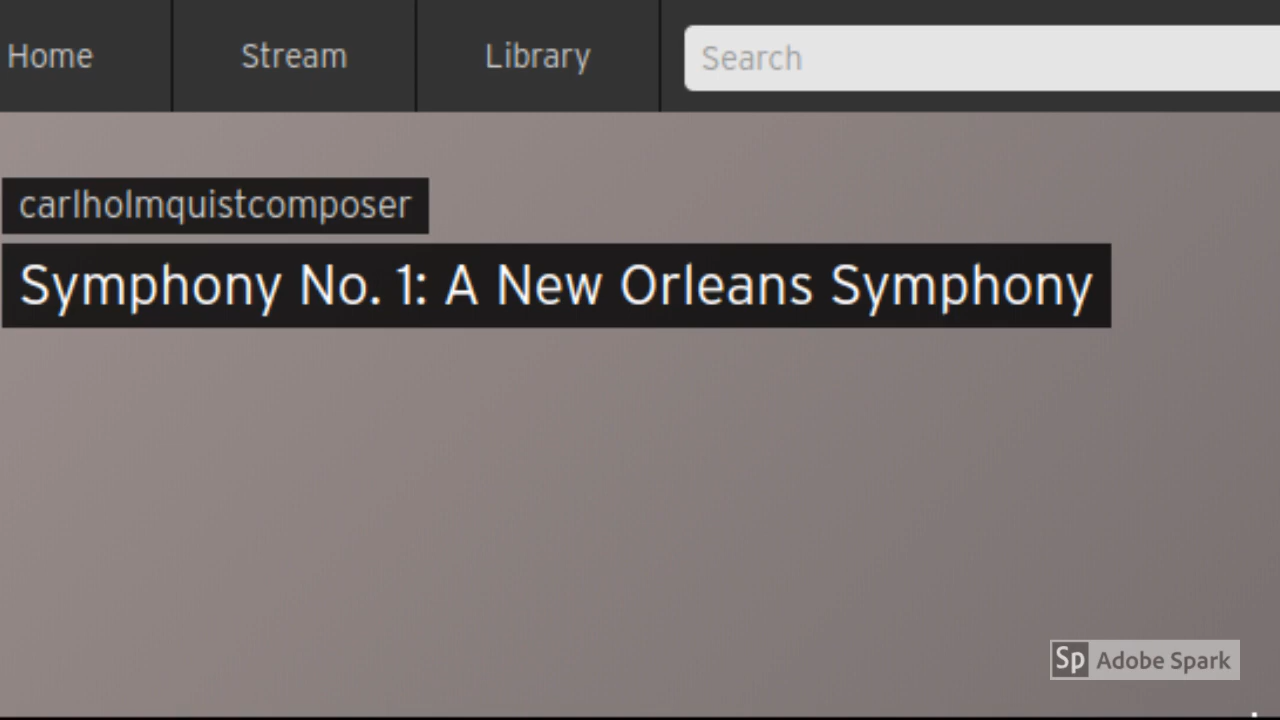 Home Stream Library Search
carlholmquistcomposer
Symphony No. 1: A New Orleans Symphony
Sp Adobe Spark